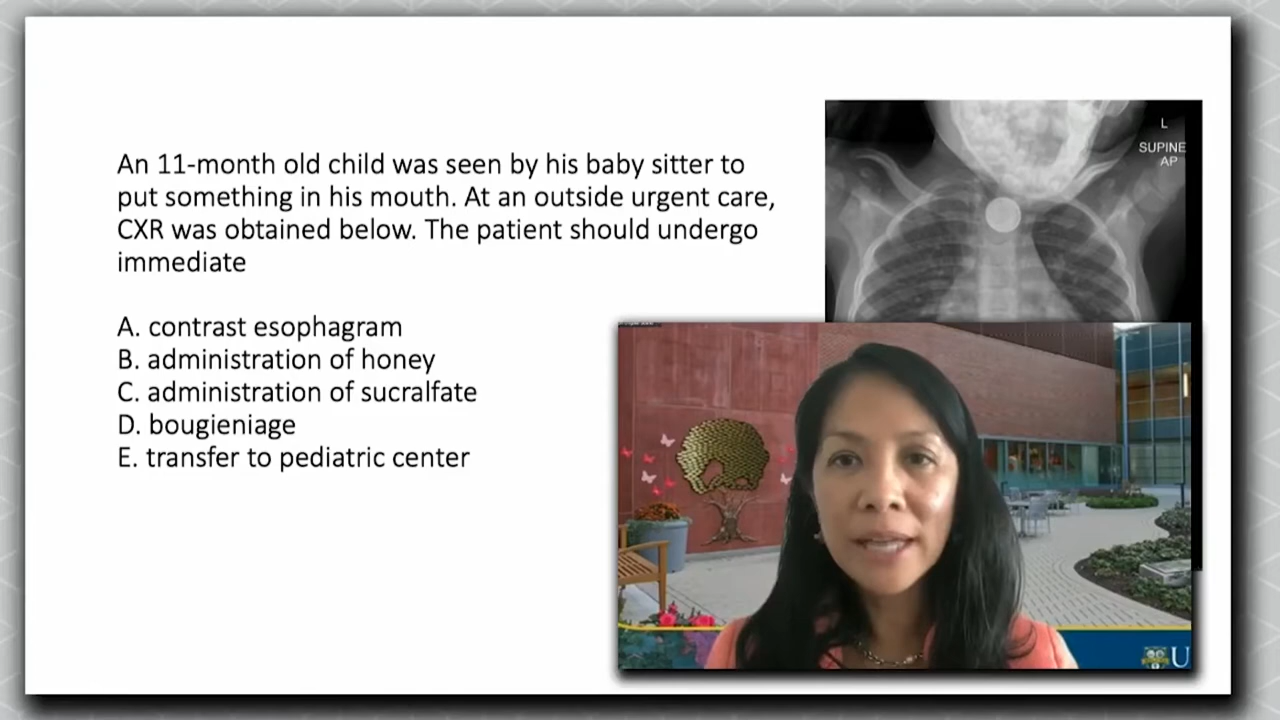 An 11-month old child was seen by his baby sitter to
put something in his mouth. At an outside urgent care,
CXR was obtained below. The patient should undergo
immediate
A. contrast esophagram
B. administration of honey
C. administration of sucralfate
D. bougieniage
E. transfer to pediatric center
L
SUPINE
AP
U